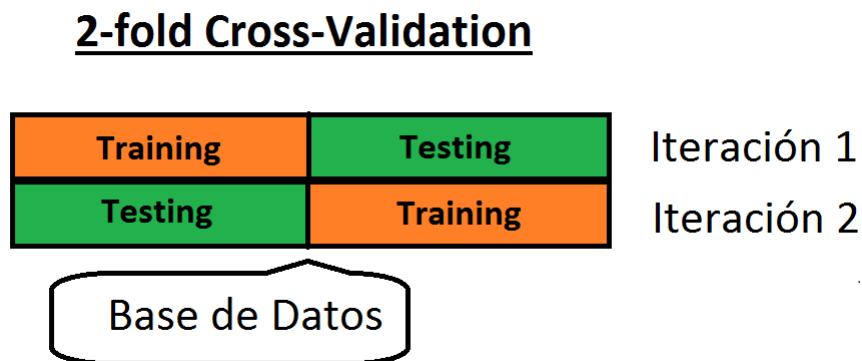 2-fold Cross-Validation
Training Testing Iteración 1
Testing Training Iteración 2
Base de Datos